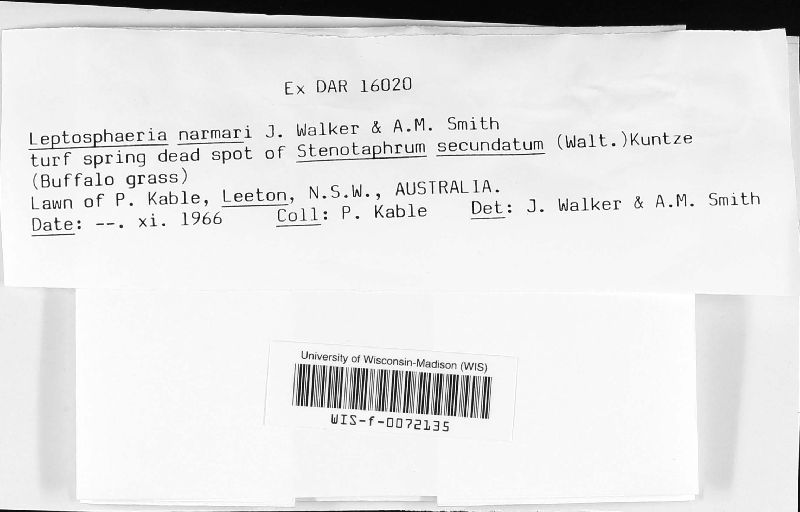 Ex DAR 16020
Leptosphaeria narmari J. Walker & A.M. Smith
turf spring dead spot of Stenotaphrum secundatum (Walt.)Kuntze
(Buffalo grass)
Lawn of P. Kable, Leeton, N.S.W., AUSTRALIA.
Date: --. xi. 1966 Coll: P. Kable Det: J. Walker & A.M. Smith
University of Wisconsin-Madison (WIS)
WIS-f-0072135